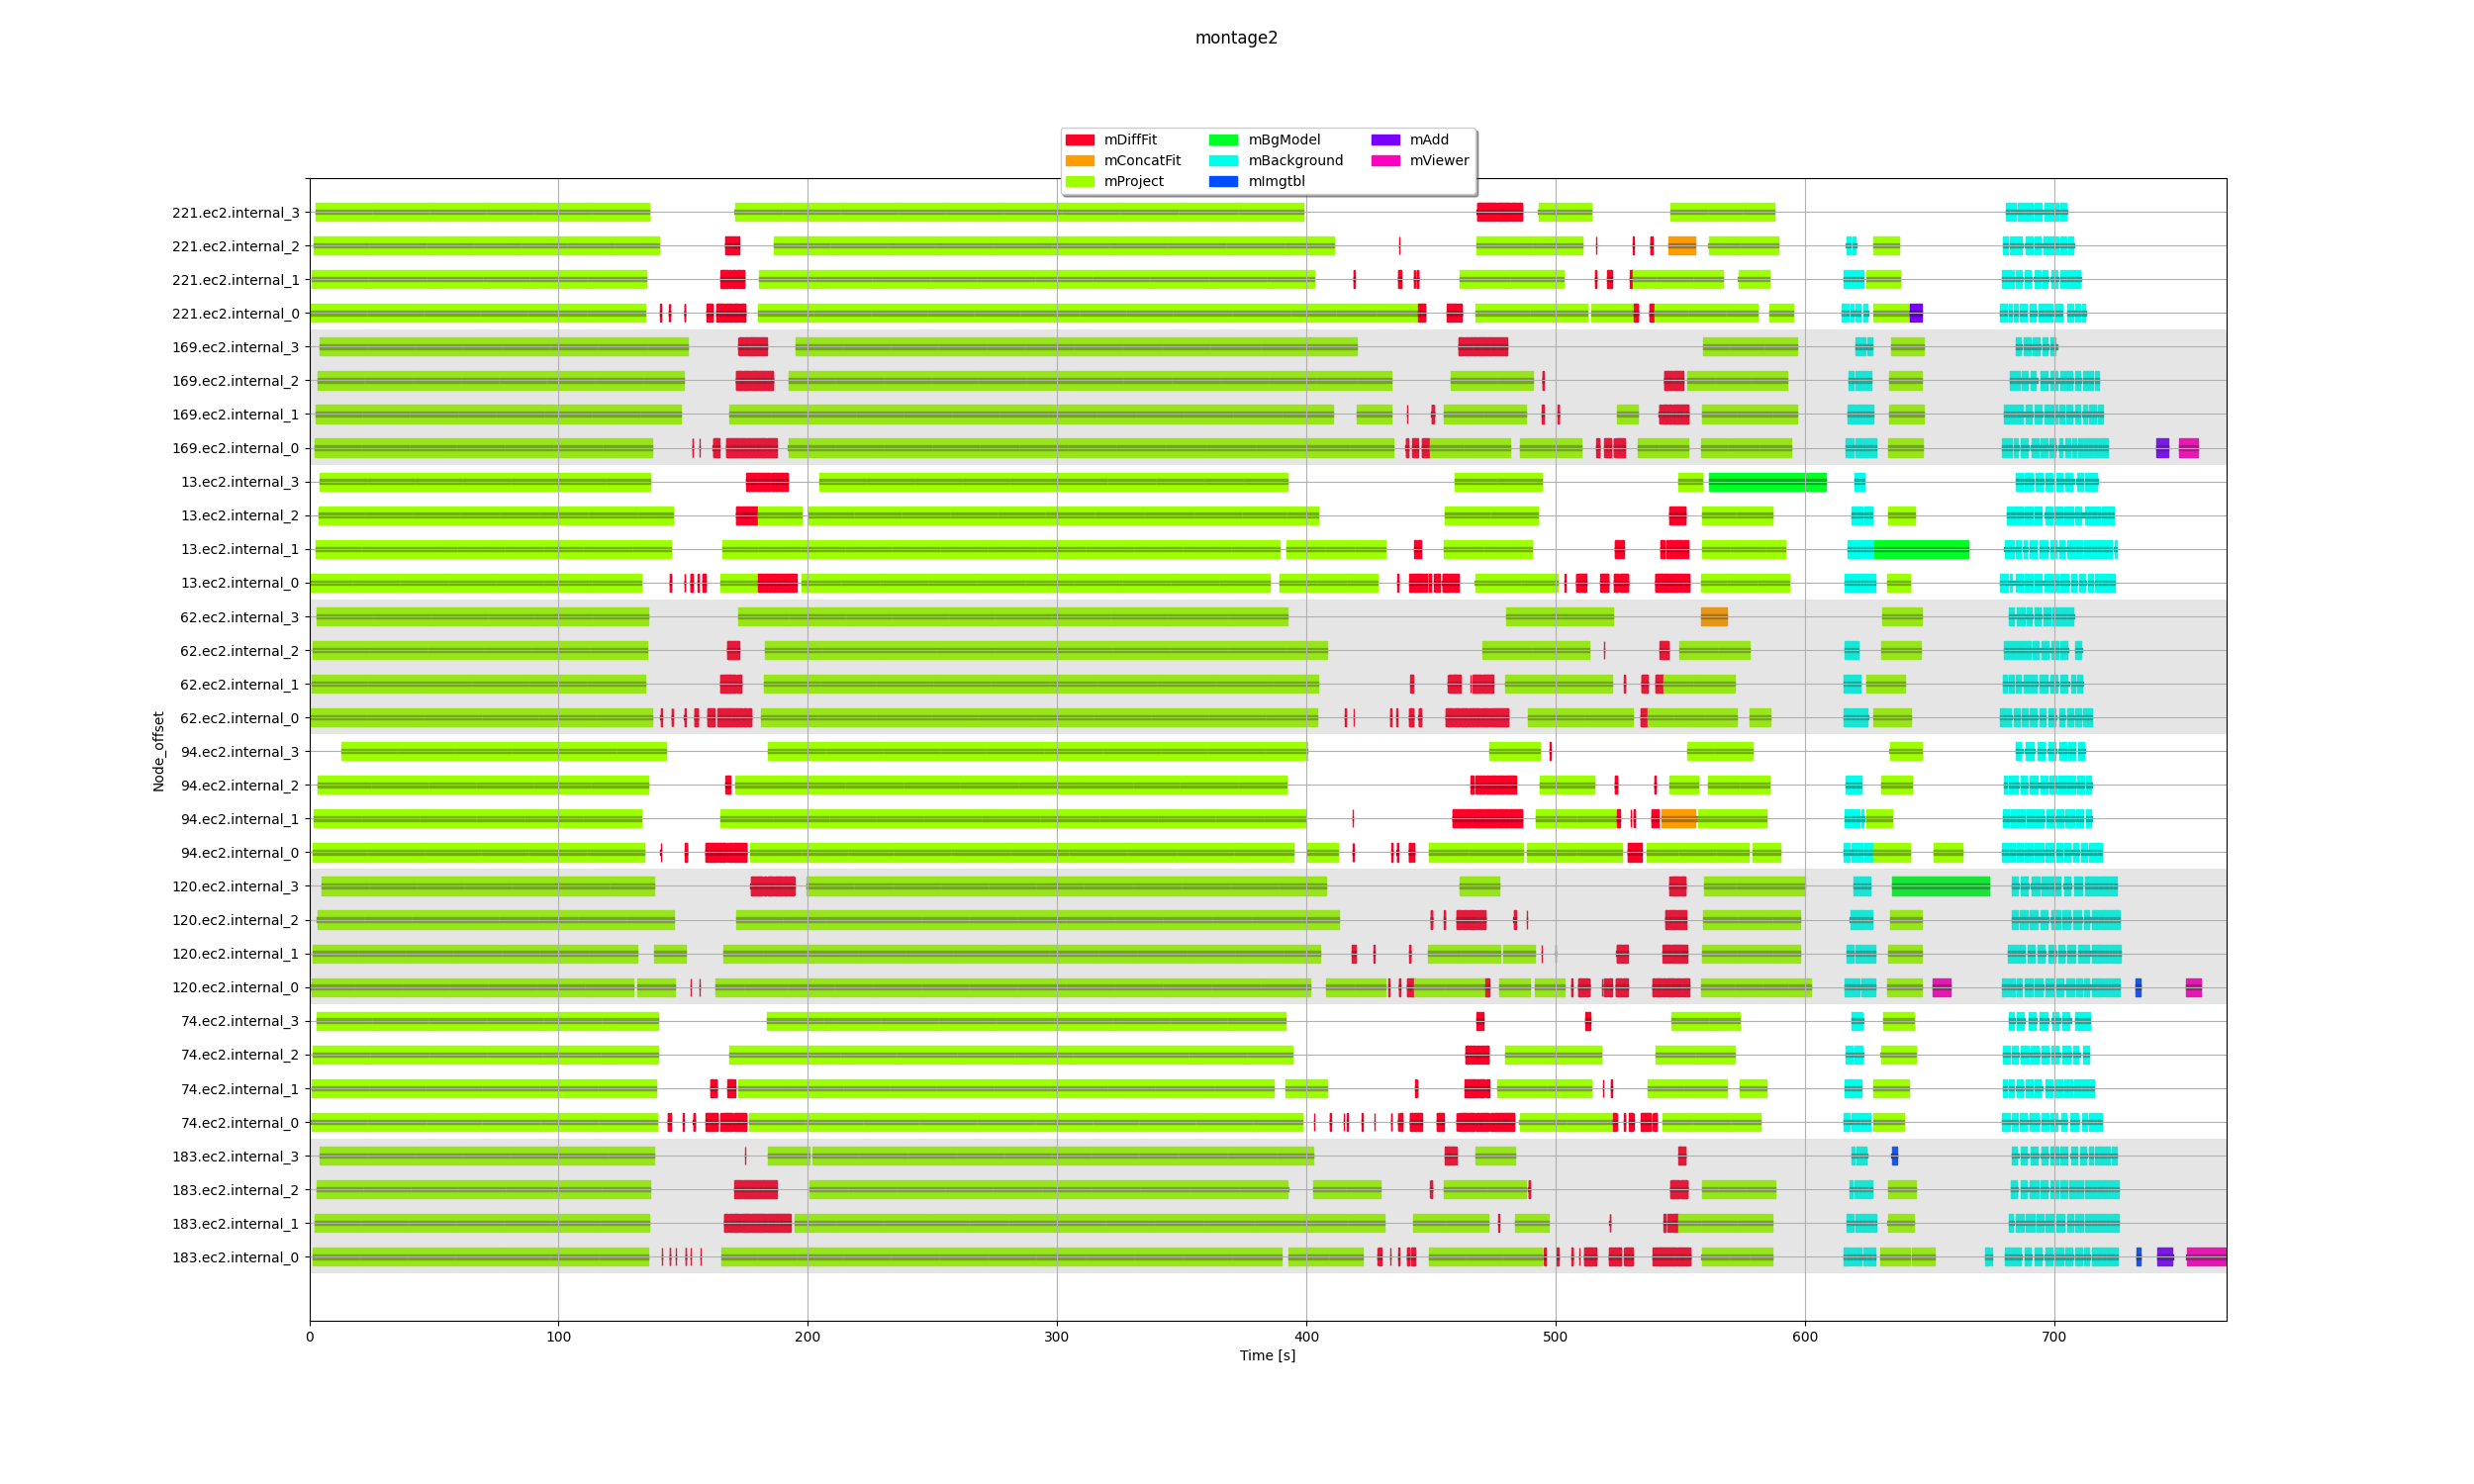 montage2
mDiffFit mBgModel mAdd
mConcatFit mBackground mViewer
mProject mImgtbl
221.ec2.internal_3
221.ec2.internal_2
221.ec2.internal_1
221.ec2.internal_0
169.ec2.internal_3
169.ec2.internal_2
169.ec2.internal_1
169.ec2.internal_0
13.ec2.internal_3
13.ec2.internal_2
13.ec2.internal_1
13.ec2.internal_0
62.ec2.internal_3
62.ec2.internal_2
62.ec2.internal_1
62.ec2.internal_0
94.ec2.internal_3
94.ec2.internal_2
94.ec2.internal_1
94.ec2.internal_0
120.ec2.internal_3
120.ec2.internal_2
120.ec2.internal_1
120.ec2.internal_0
74.ec2.internal_3
74.ec2.internal_2
74.ec2.internal_1
74.ec2.internal_0
183.ec2.internal_3
183.ec2.internal_2
183.ec2.internal_1
183.ec2.internal_0
Node_offset
0 100 200 300 400 500 600 700
Time [s]